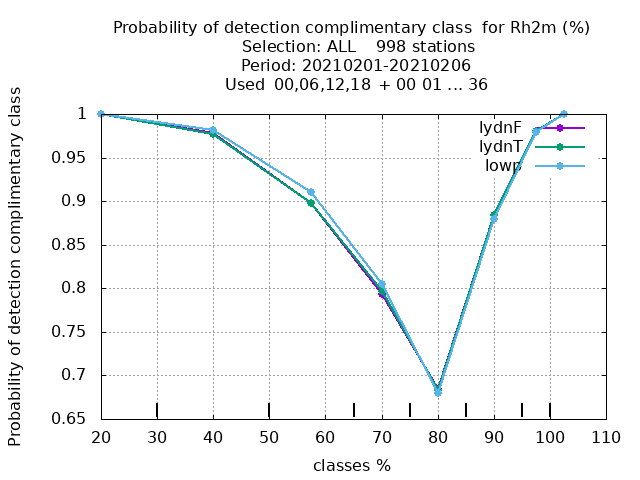 Probability of detection complimentary class  for Rh2m (%)
Selection: ALL    998 stations
Period: 20210201-20210206
Used  00,06,12,18  + 00 01 ... 36
Probability of detection complimentary class
1
0.95
0.9
0.85
0.8
0.75
0.7
0.65
lydnF
lydnT
lowp
20 30 40 50 60 70 80 90 100 110
classes %